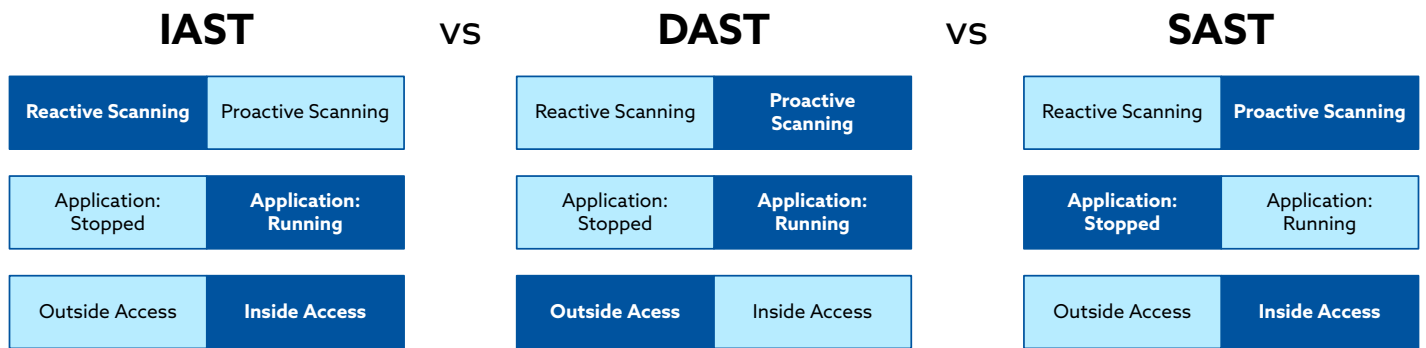 IAST vs DAST vs SAST
Reactive Scanning
Proactive Scanning
Reactive Scanning
Proactive
Scanning
Reactive Scanning
Proactive Scanning
Application:
Stopped
Application:
Running
Application:
Stopped
Application:
Running
Application:
Stopped
Application:
Running
Outside Access
Inside Access
Outside Acess
Inside Access
Outside Access
Inside Access